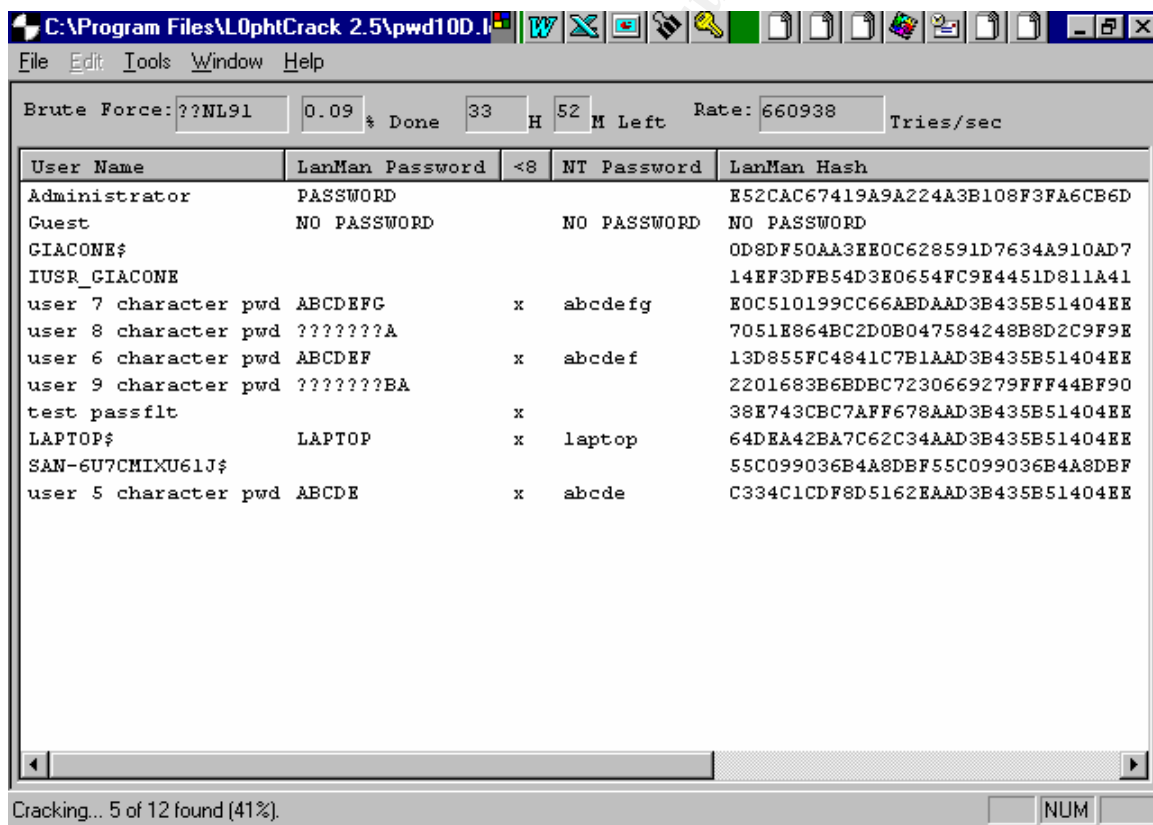 C:\Program Files\L0phtCrack 2.5\pwd10D.l
File Edit Tools Window Help
Brute Force: ??NL91 0.09 % Done 33 H 52 M Left Rate: 660938 Tries/sec
User Name LanMan Password <8 NT Password LanMan Hash
Administrator PASSWORD E52CAC67419A9A224A3B108F3FA6CB6D
Guest NO PASSWORD NO PASSWORD NO PASSWORD
GIACONE$ 0D8DF50AA3EE0C628591D7634A910AD7
IUSR_GIACONE 14EF3DFB54D3E0654FC9E4451D811A41
user 7 character pwd ABCDEFG x abcdefg E0C510199CC66ABDAAD3B435B51404EE
user 8 character pwd ???????A 7051E864BC2D0B047584248B8D2C9F9E
user 6 character pwd ABCDEF x abcdef 13D855FC4841C7B1AAD3B435B51404EE
user 9 character pwd ???????BA 2201683B6BDBC7230669279FFF44BF90
test passflt x 38E743CBC7AFF678AAD3B435B51404EE
LAPTOP$ LAPTOP x laptop 64DEA42BA7C62C34AAD3B435B51404EE
SAN-6U7CMIXU61J$ 55C099036B4A8DBF55C099036B4A8DBF
user 5 character pwd ABCDE x abcde C334C1CDF8D5162EAAD3B435B51404EE
Cracking... 5 of 12 found (41%). NUM